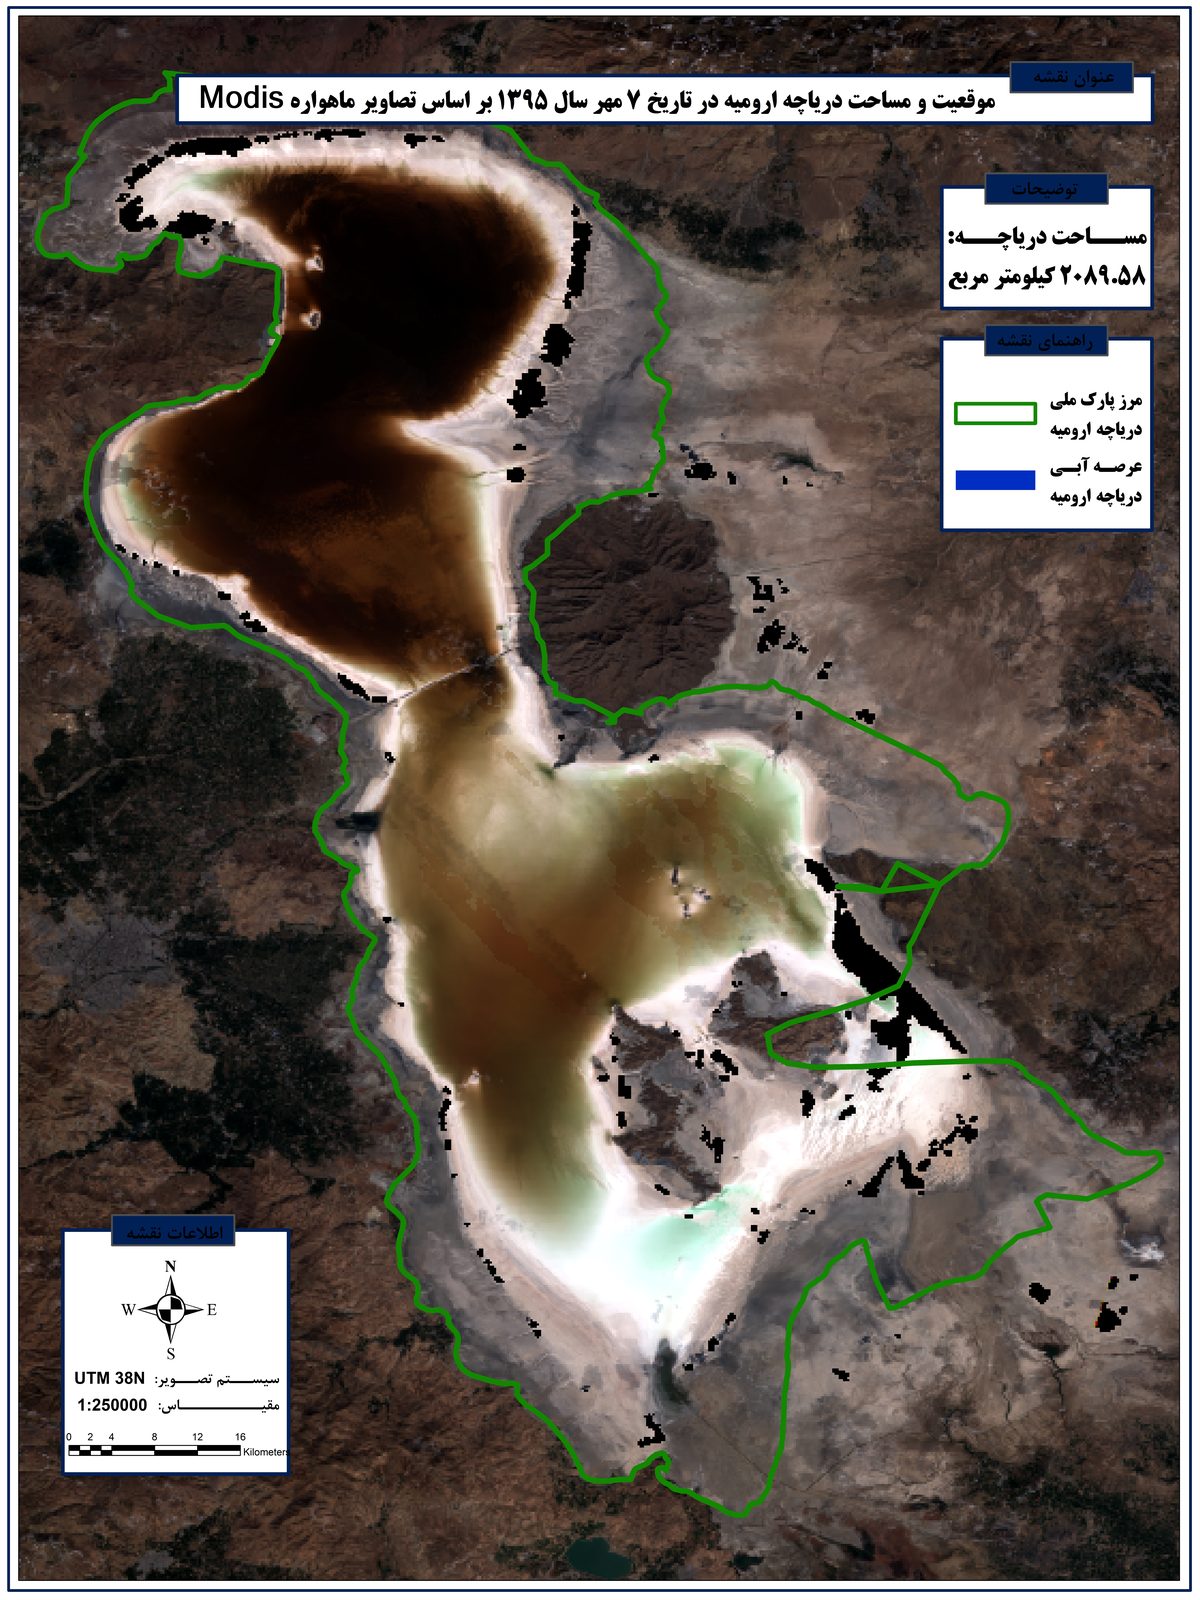 عنوان نقشه
موقعیت و مساحت دریاچه ارومیه در تاریخ ۷ مهر سال ۱۳۹۵ بر اساس تصاویر ماهواره Modis
توضیحات
مساحت دریاچه:
۲۰۸۹.۵۸ کیلومتر مربع
راهنمای نقشه
مرز پارک ملی
دریاچه ارومیه
عرصه آبی
دریاچه ارومیه
اطلاعات نقشه
N
W E
S
سیستم تصویر: UTM 38N
مقیاس: 1:250000
0 2 4 8 12 16
Kilometers